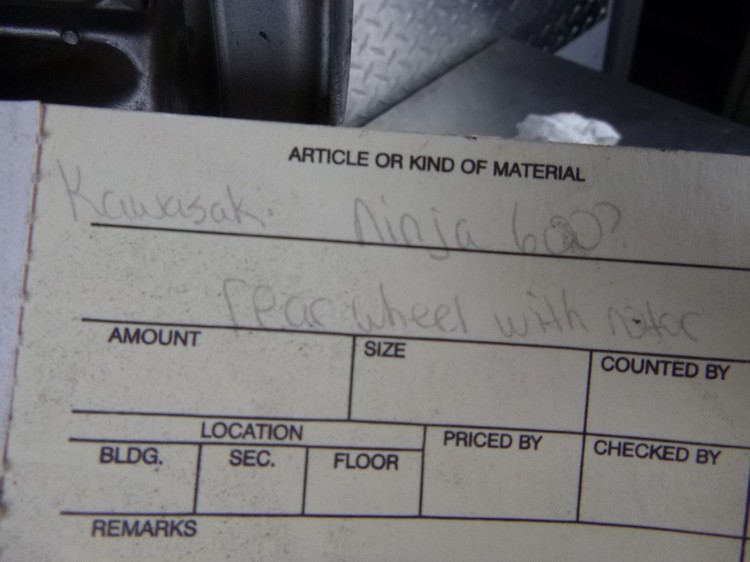 ARTICLE OR KIND OF MATERIAL
Kawasaki Ninja 600?
rear wheel with rotor
AMOUNT SIZE COUNTED BY
LOCATION PRICED BY CHECKED BY
BLDG. SEC. FLOOR
REMARKS